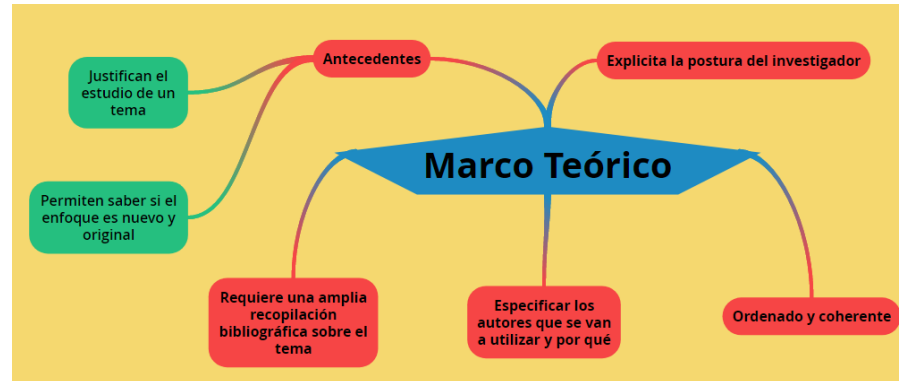 Antecedentes
Explicita la postura del investigador
Justifican el
estudio de un
tema
Marco Teórico
Permiten saber si el
enfoque es nuevo y
original
Requiere una amplia
recopilación
bibliográfica sobre el
tema
Especificar los
autores que se van
a utilizar y por qué
Ordenado y coherente